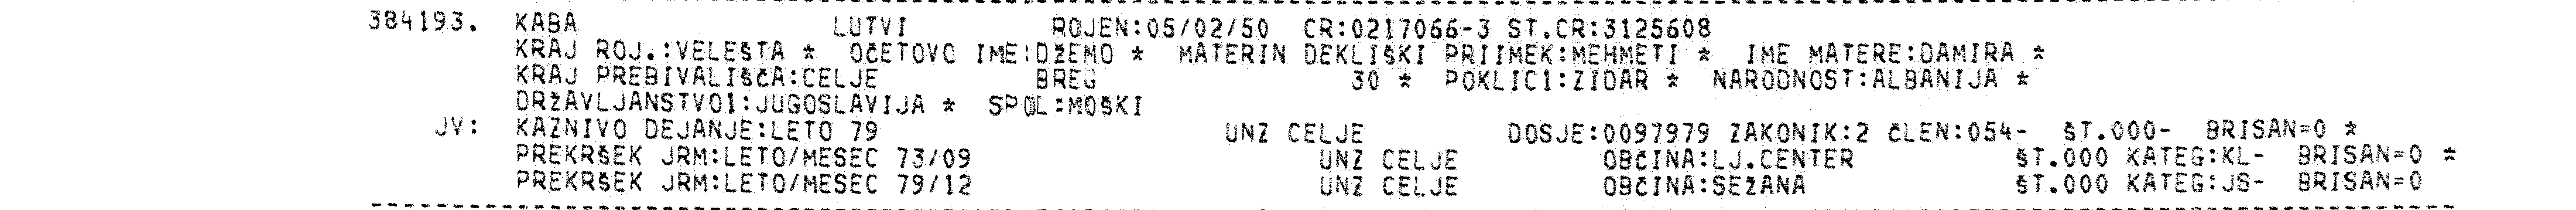 384193. KABA LUTVI ROJEN:05/02/50 CR:0217066-3 ST.CR:3125608
KRAJ ROJ.:VELEŠTA * OČETOVO IME:DŽEMO * MATERIN DEKLIŠKI PRIIMEK:MEHMETI * IME MATERE:DAMIRA *
KRAJ PREBIVALIŠČA:CELJE BREG 30 * POKLIC1:ZIDAR * NARODNOST:ALBANIJA *
DRŽAVLJANSTVO1:JUGOSLAVIJA * SPOL:MOŠKI
JV: KAZNIVO DEJANJE:LETO 79 UNZ CELJE DOSJE:0097979 ZAKONIK:2 ČLEN:054- ŠT.000- BRISAN=0 *
PREKRŠEK JRM:LETO/MESEC 73/09 UNZ CELJE OBČINA:LJ.CENTER ŠT.000 KATEG:KL- BRISAN=0 *
PREKRŠEK JRM:LETO/MESEC 79/12 UNZ CELJE OBČINA:SEŽANA ŠT.000 KATEG:JS- BRISAN=0